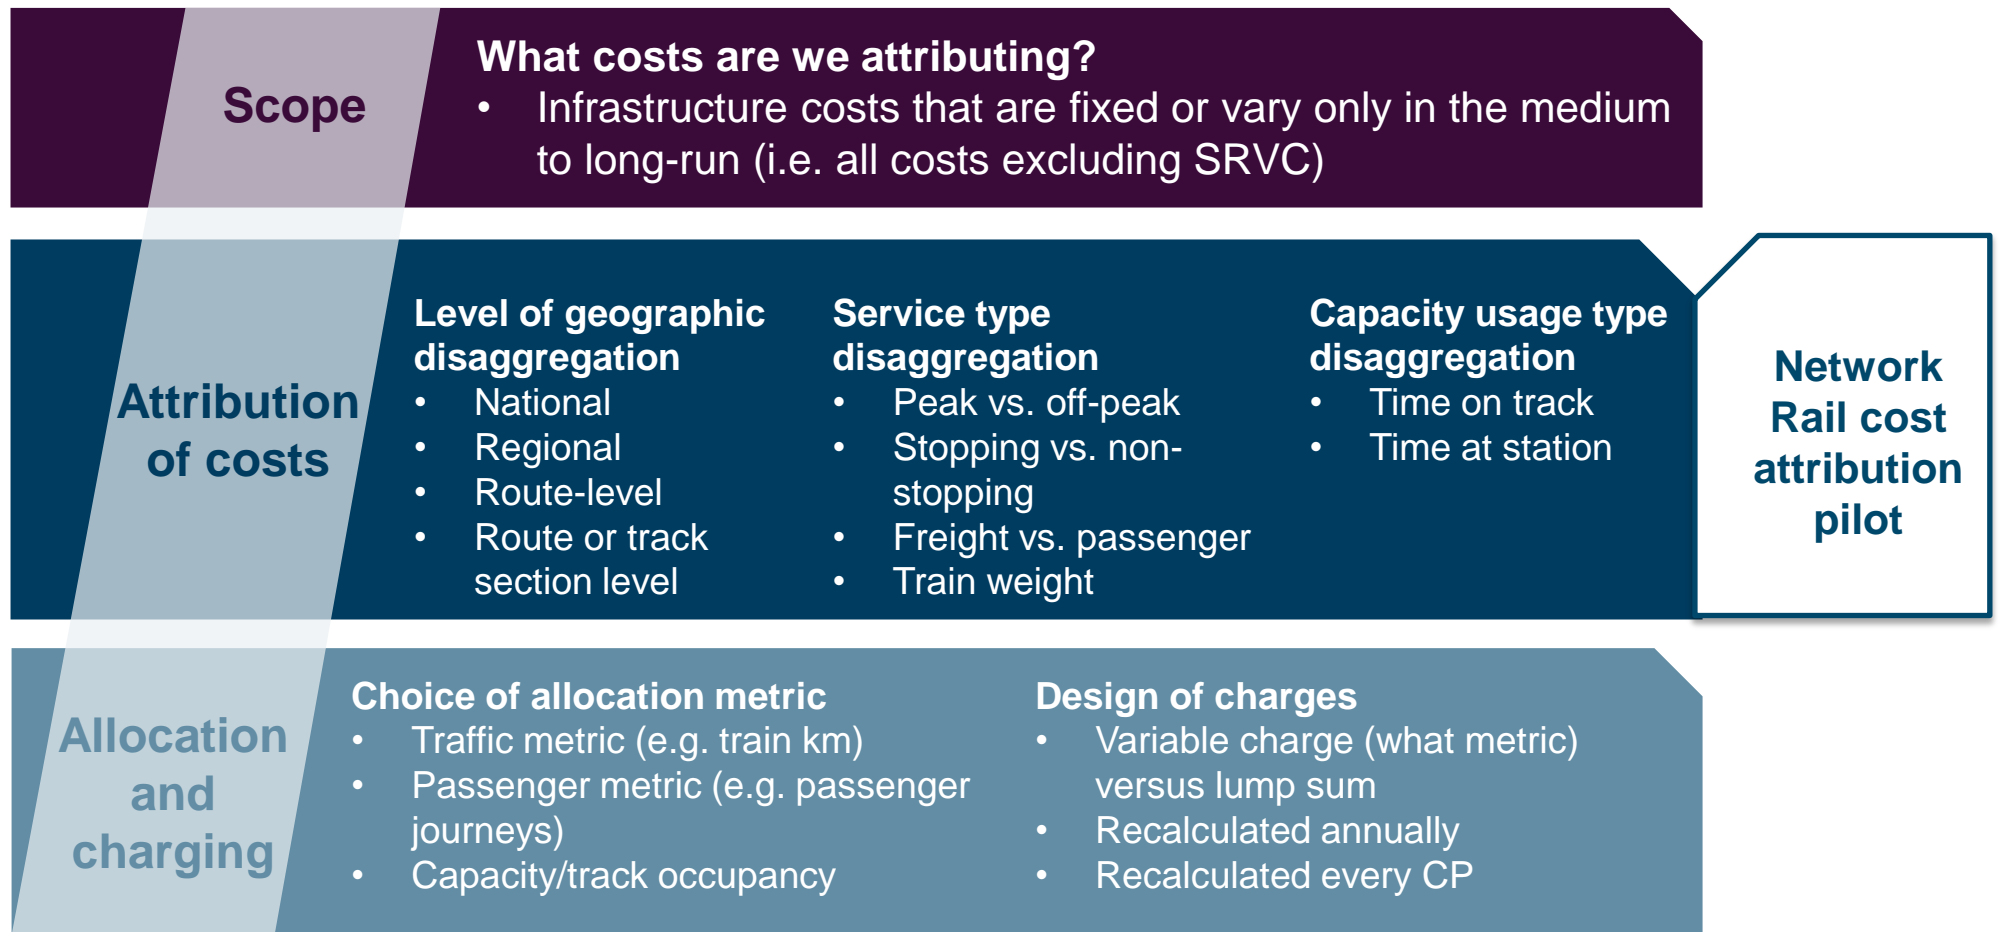 Scope
What costs are we attributing?
• Infrastructure costs that are fixed or vary only in the medium
to long-run (i.e. all costs excluding SRVC)
Attribution
of costs
Level of geographic
disaggregation
• National
• Regional
• Route-level
• Route or track
section level
Service type
disaggregation
• Peak vs. off-peak
• Stopping vs. non-
stopping
• Freight vs. passenger
• Train weight
Capacity usage type
disaggregation
• Time on track
• Time at station
Network
Rail cost
attribution
pilot
Allocation
and
charging
Choice of allocation metric
• Traffic metric (e.g. train km)
• Passenger metric (e.g. passenger
journeys)
• Capacity/track occupancy
Design of charges
• Variable charge (what metric)
versus lump sum
• Recalculated annually
• Recalculated every CP